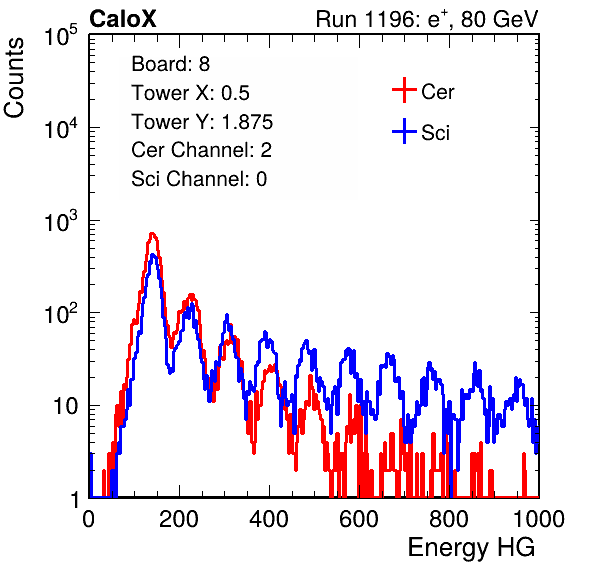 CaloX Run 1196: e⁺, 80 GeV
Counts
10⁵
10⁴
10³
10²
10
1
Board: 8
Tower X: 0.5
Tower Y: 1.875
Cer Channel: 2
Sci Channel: 0
Cer
Sci
0 200 400 600 800 1000
Energy HG